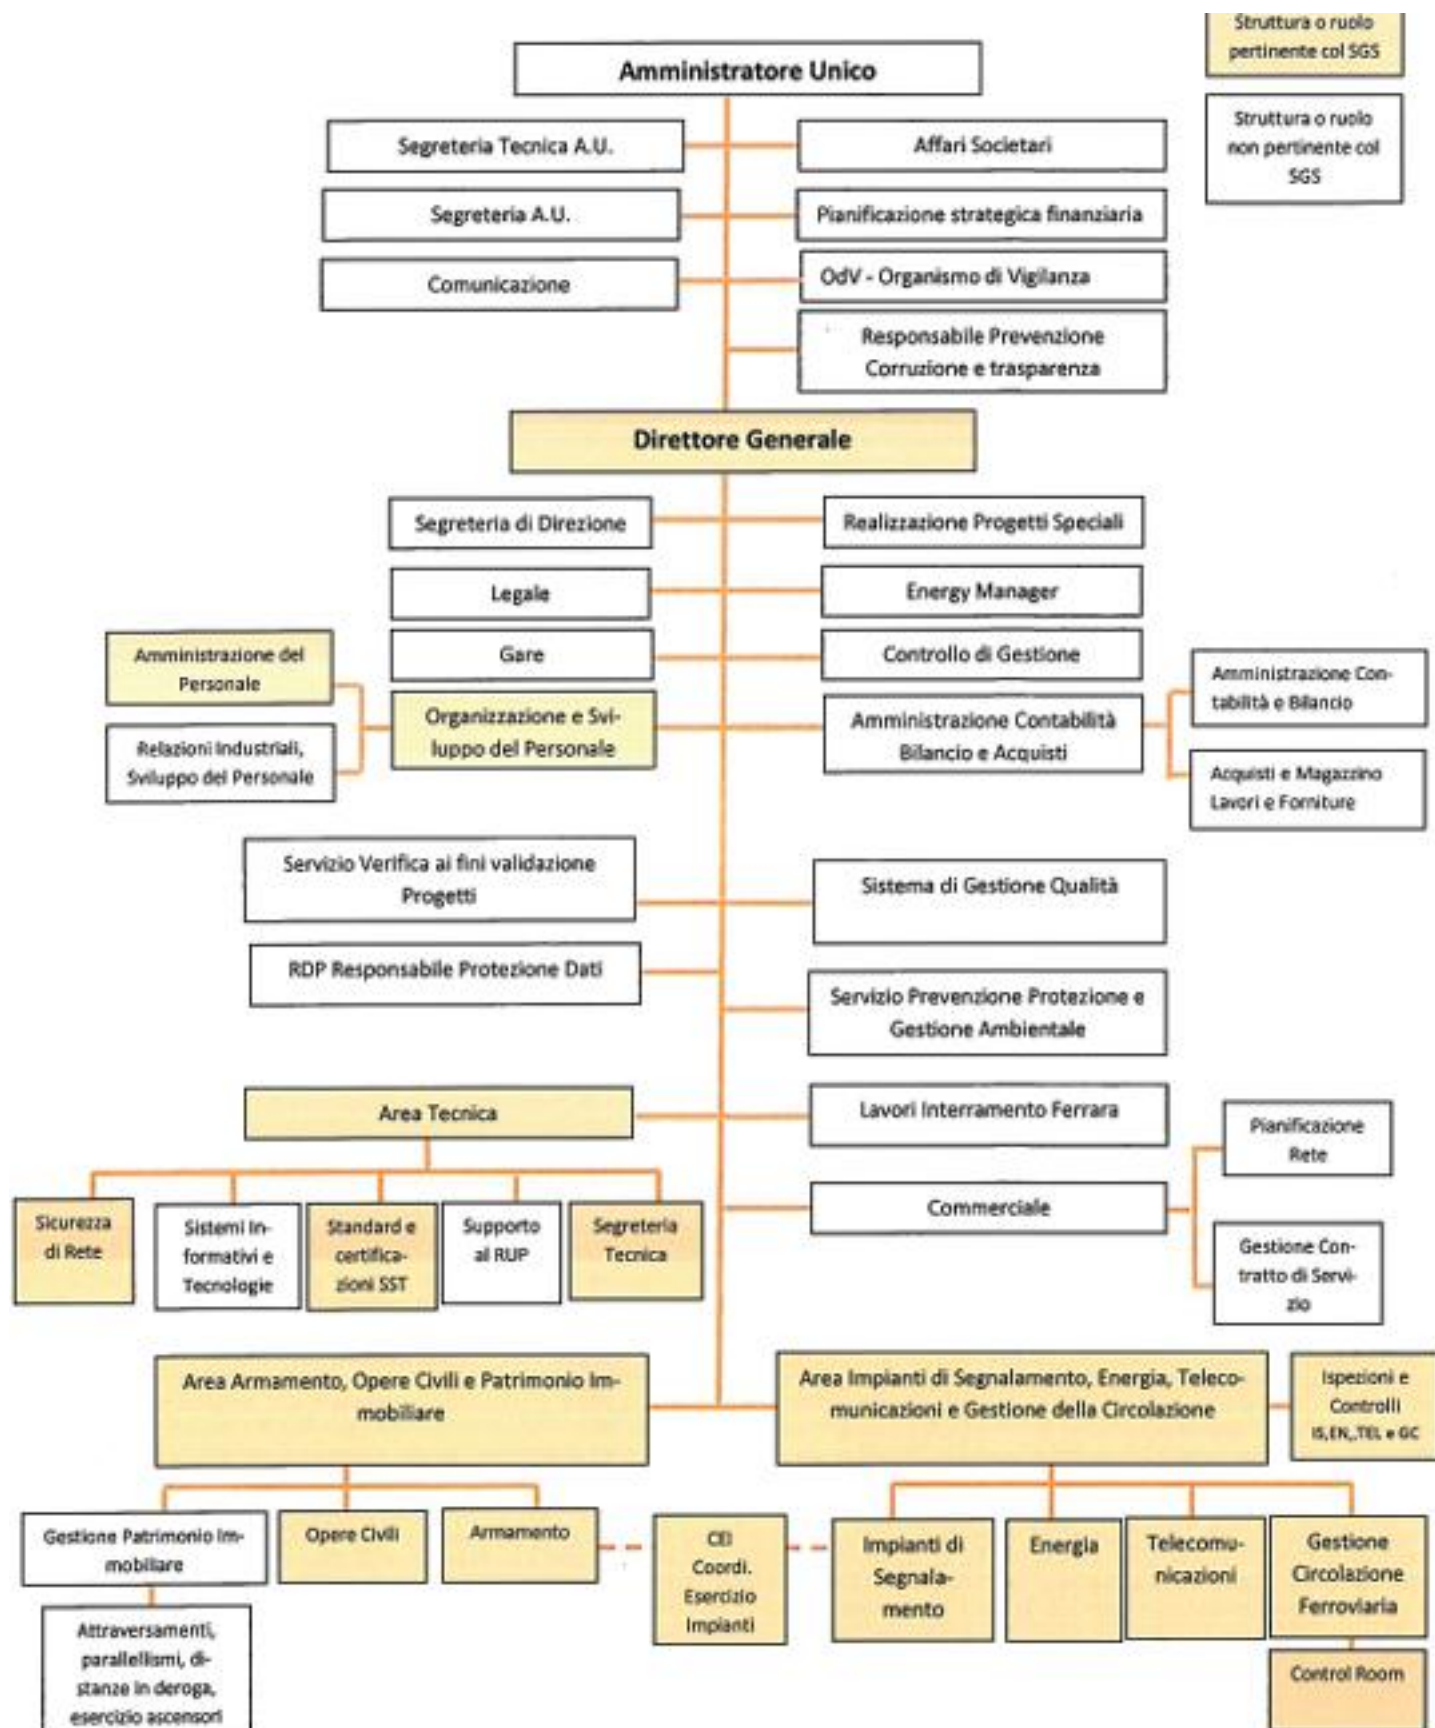 Struttura o ruolo
pertinente col SGS
Amministratore Unico
Struttura o ruolo
non pertinente col
SGS
Segreteria Tecnica A.U.
Affari Societari
Segreteria A.U.
Pianificazione strategica finanziaria
Comunicazione
OdV - Organismo di Vigilanza
Responsabile Prevenzione
Corruzione e trasparenza
Direttore Generale
Segreteria di Direzione
Realizzazione Progetti Speciali
Legale
Energy Manager
Gare
Controllo di Gestione
Amministrazione del
Personale
Organizzazione e Svi-
luppo del Personale
Relazioni Industriali,
Sviluppo del Personale
Amministrazione Contabilità
Bilancio e Acquisti
Amministrazione Con-
tabilità e Bilancio
Acquisti e Magazzino
Lavori e Forniture
Servizio Verifica ai fini validazione
Progetti
Sistema di Gestione Qualità
RDP Responsabile Protezione Dati
Servizio Prevenzione Protezione e
Gestione Ambientale
Area Tecnica
Lavori Interramento Ferrara
Pianificazione
Rete
Commerciale
Gestione Con-
tratto di Servi-
zio
Sicurezza
di Rete
Sistemi In-
formativi e
Tecnologie
Standard e
certifica-
zioni SST
Supporto
al RUP
Segreteria
Tecnica
Area Armamento, Opere Civili e Patrimonio Im-
mobiliare
Area Impianti di Segnalamento, Energia, Teleco-
municazioni e Gestione della Circolazione
Ispezioni e
Controlli
IS,EN,,TEL e GC
Gestione Patrimonio Im-
mobiliare
Opere Civili
Armamento
CEI
Coordi.
Esercizio
Impianti
Impianti di
Segnala-
mento
Energia
Telecomu-
nicazioni
Gestione
Circolazione
Ferroviaria
Attraversamenti,
parallellismi, di-
stanze in deroga,
esercizio ascensori
Control Room